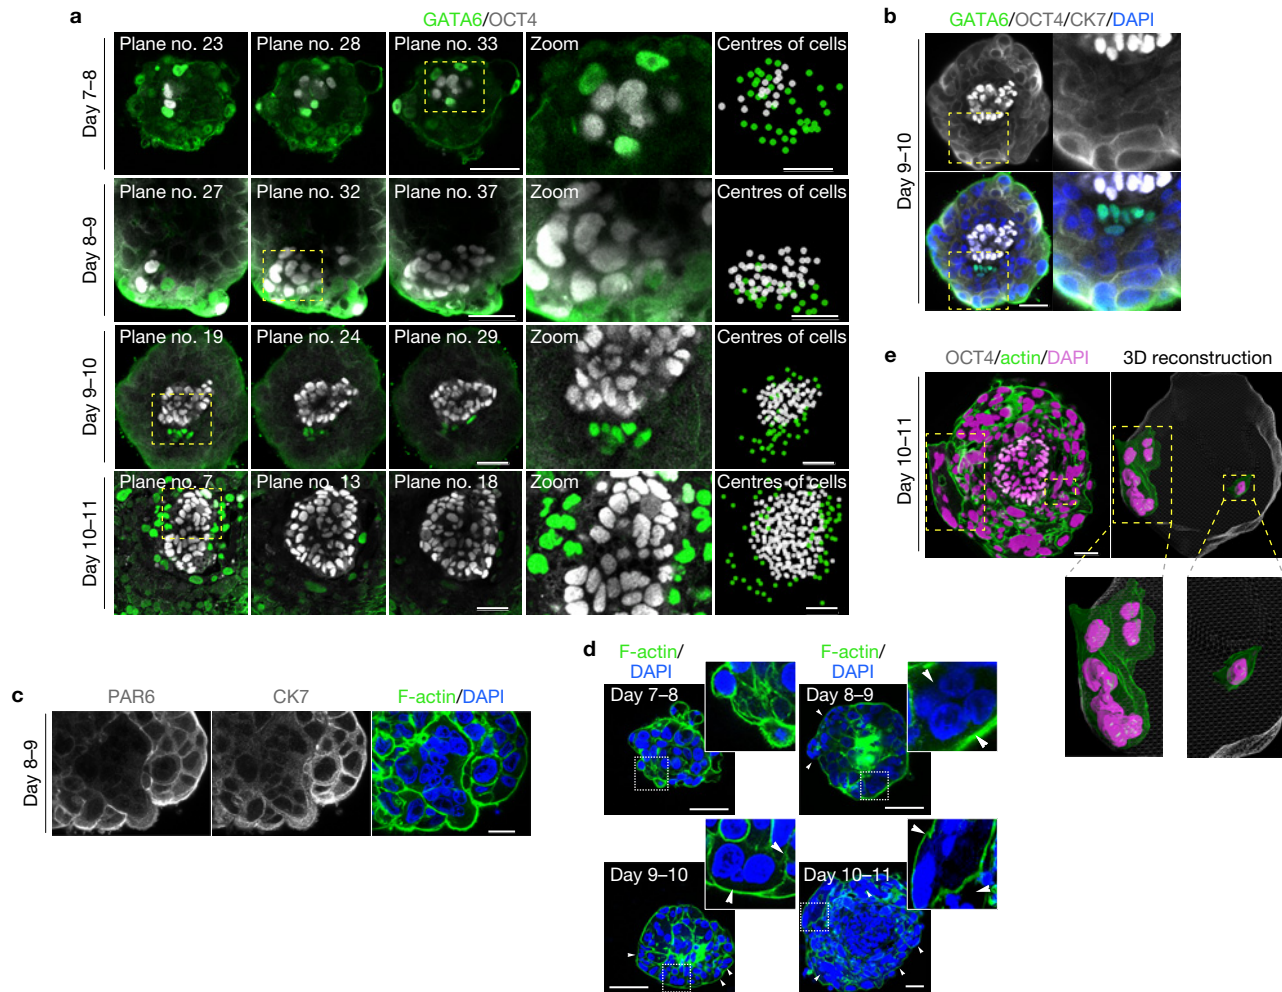 a
GATA6/OCT4
Day 7–8
Plane no. 23
Plane no. 28
Plane no. 33
Zoom
Centres of cells
Day 8–9
Plane no. 27
Plane no. 32
Plane no. 37
Zoom
Centres of cells
Day 9–10
Plane no. 19
Plane no. 24
Plane no. 29
Zoom
Centres of cells
Day 10–11
Plane no. 7
Plane no. 13
Plane no. 18
Zoom
Centres of cells
b
GATA6/OCT4/CK7/DAPI
Day 9–10
c
PAR6
CK7
F-actin/DAPI
Day 8–9
d
F-actin/
DAPI
Day 7–8
F-actin/
DAPI
Day 8–9
Day 9–10
Day 10–11
e
OCT4/actin/DAPI
3D reconstruction
Day 10–11